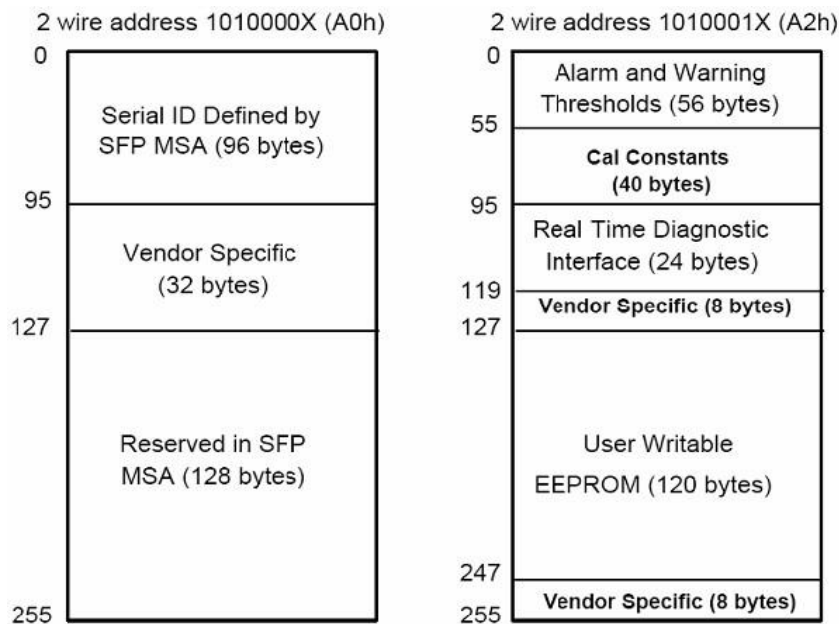 2 wire address 1010000X (A0h)
0
Serial ID Defined by
SFP MSA (96 bytes)
95
Vendor Specific
(32 bytes)
127
Reserved in SFP
MSA (128 bytes)
255
2 wire address 1010001X (A2h)
0
Alarm and Warning
Thresholds (56 bytes)
55
Cal Constants
(40 bytes)
95
Real Time Diagnostic
Interface (24 bytes)
119
Vendor Specific (8 bytes)
127
User Writable
EEPROM (120 bytes)
247
Vendor Specific (8 bytes)
255